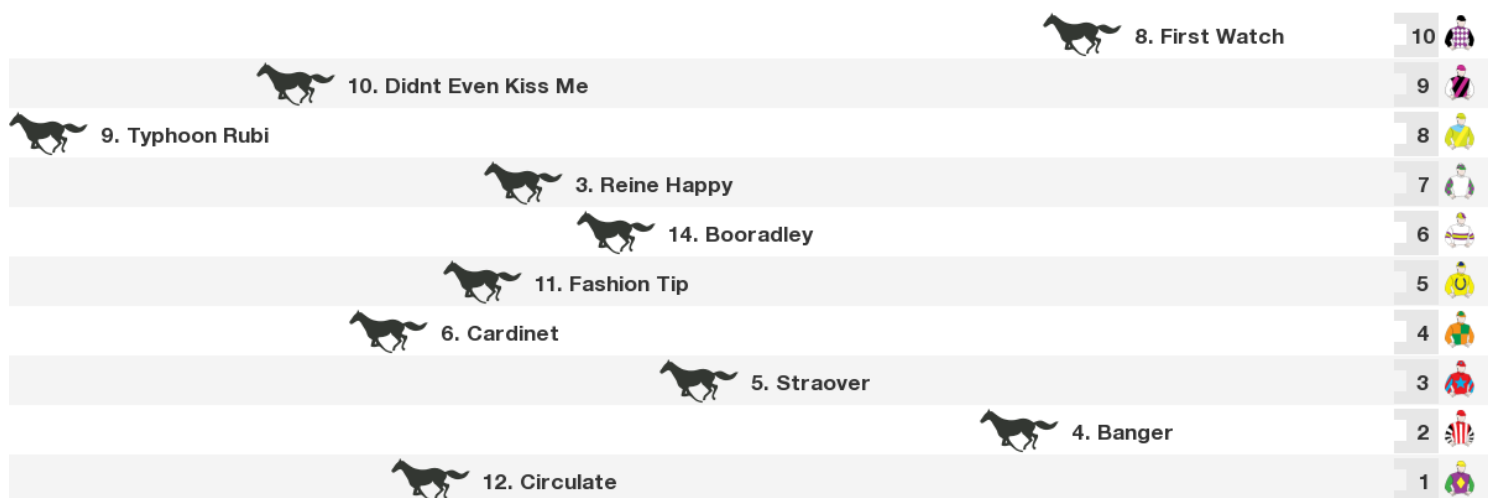 8. First Watch 10
10. Didnt Even Kiss Me 9
9. Typhoon Rubi 8
3. Reine Happy 7
14. Booradley 6
11. Fashion Tip 5
6. Cardinet 4
5. Straover 3
4. Banger 2
12. Circulate 1